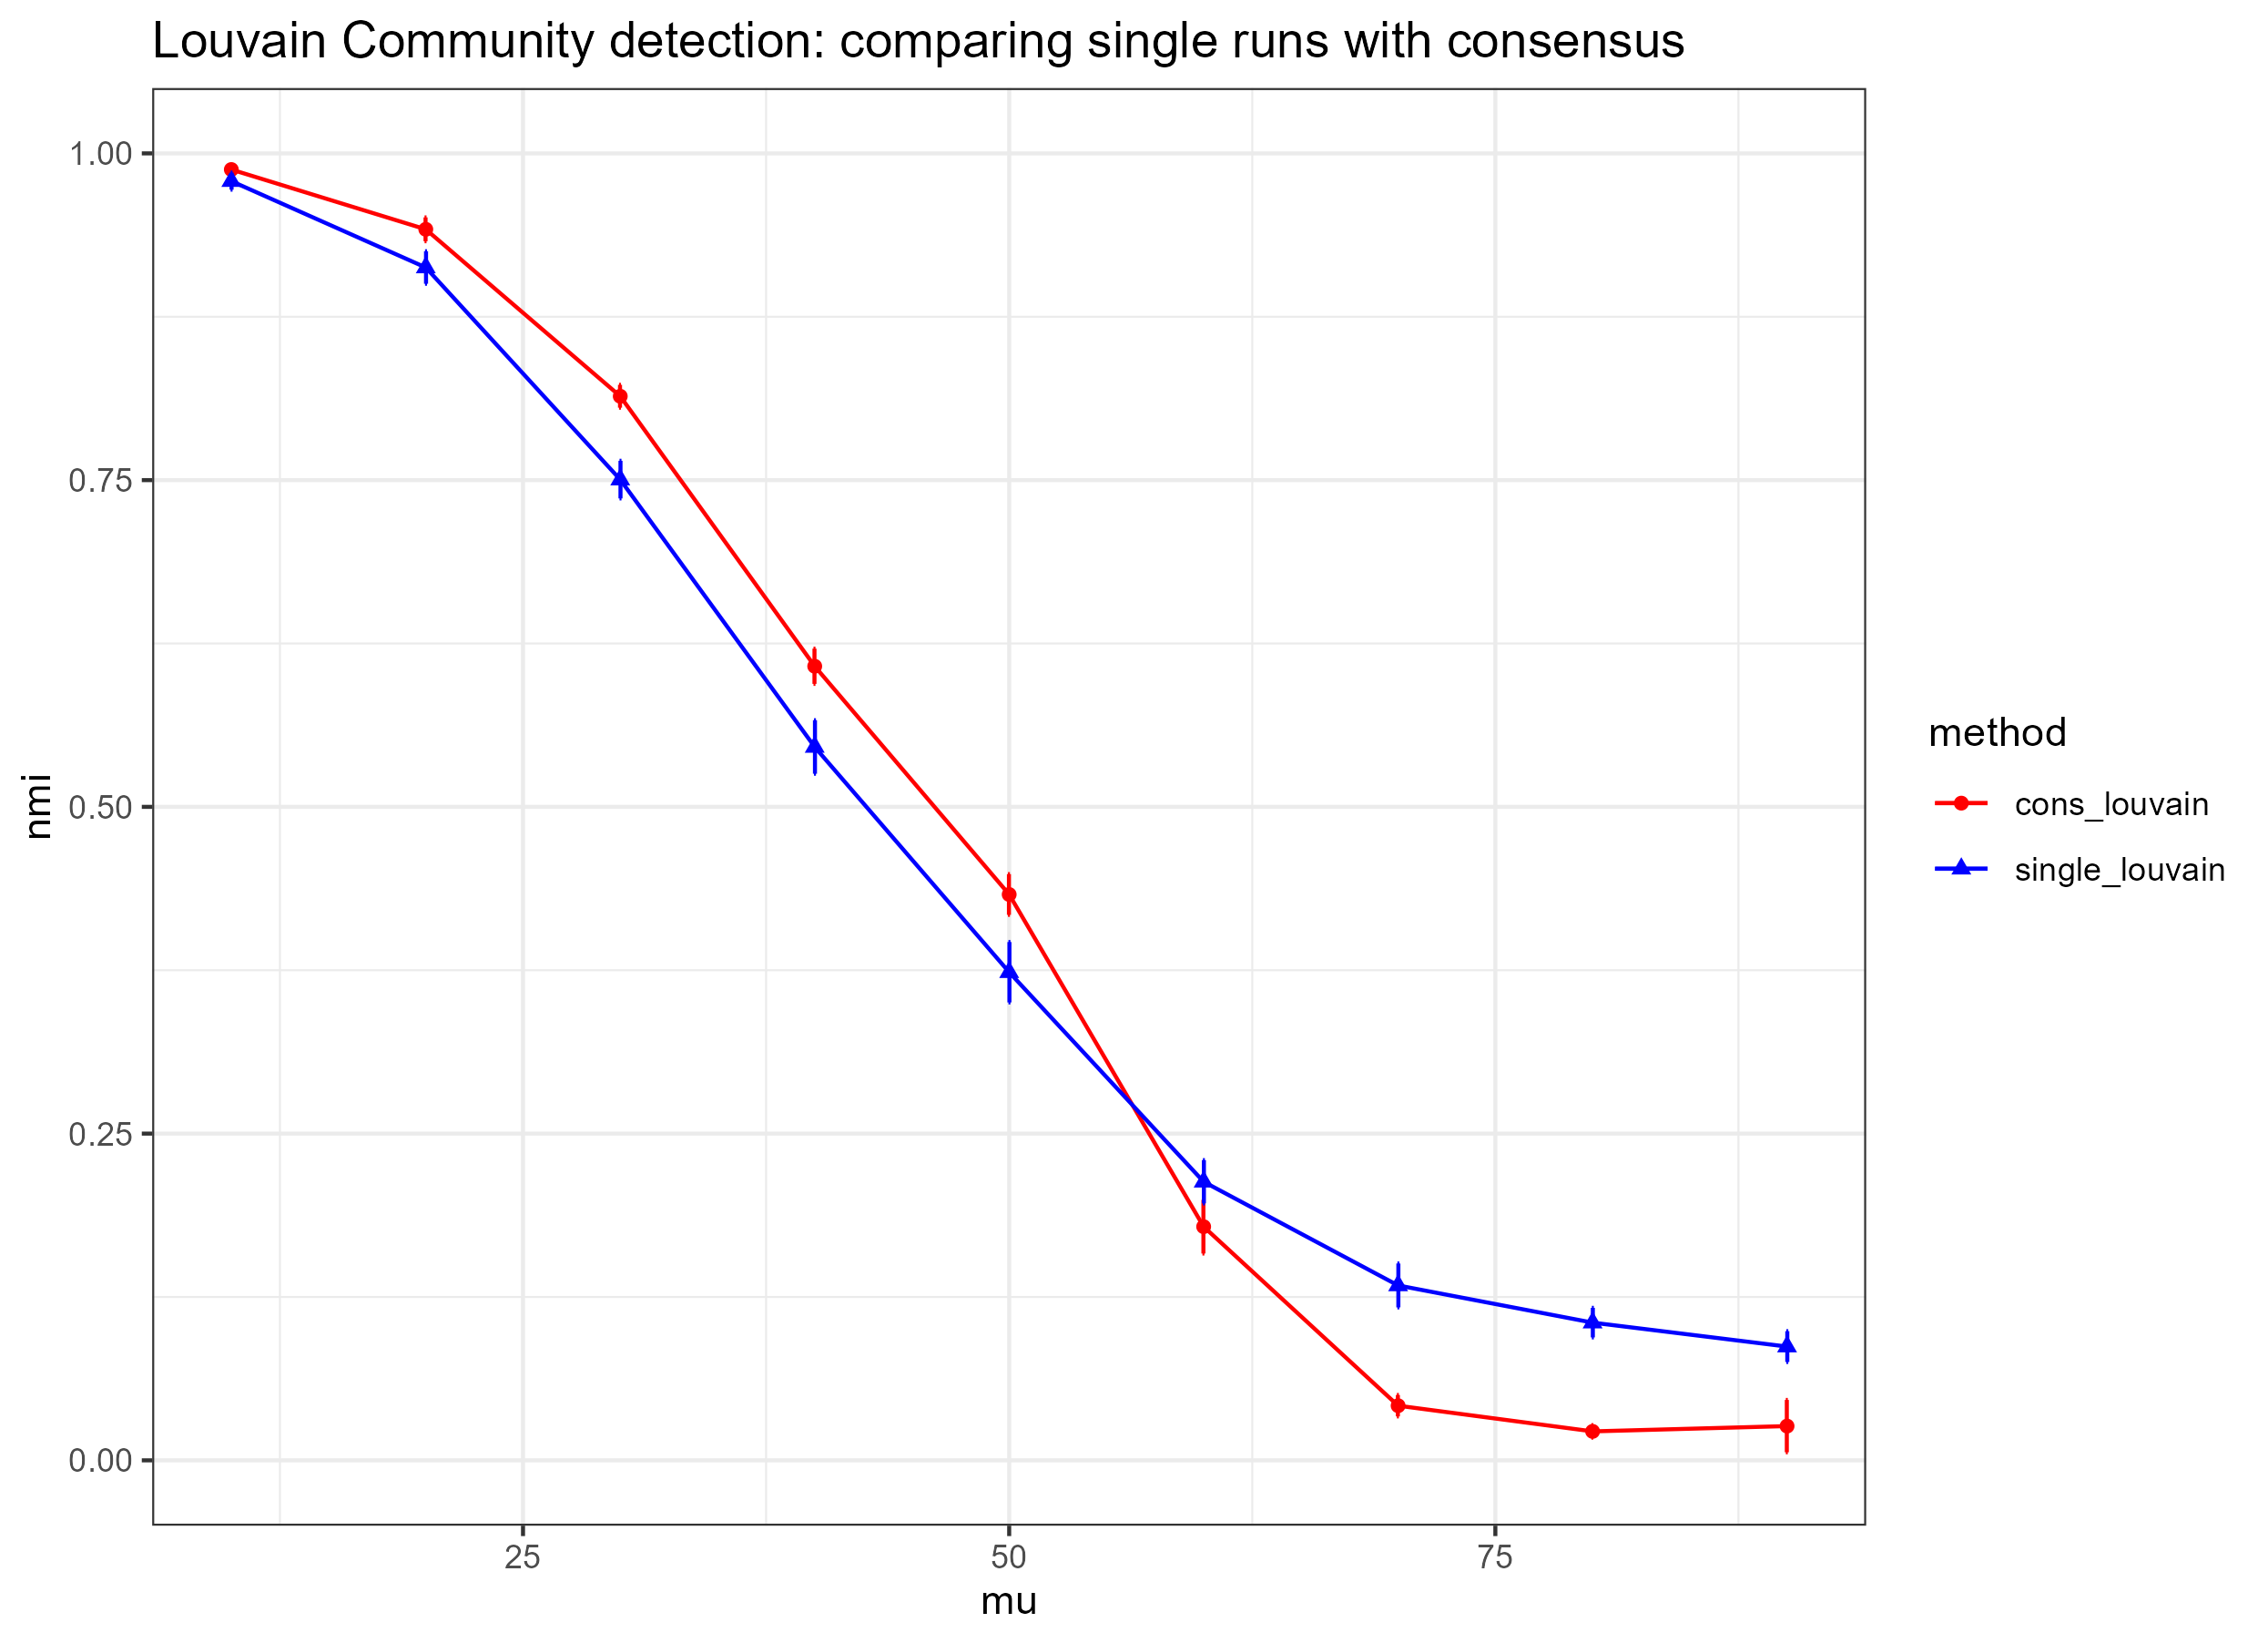 Louvain Community detection: comparing single runs with consensus
1.00
0.75
0.50
0.25
0.00
nmi
25 50 75
mu
method
cons_louvain
single_louvain